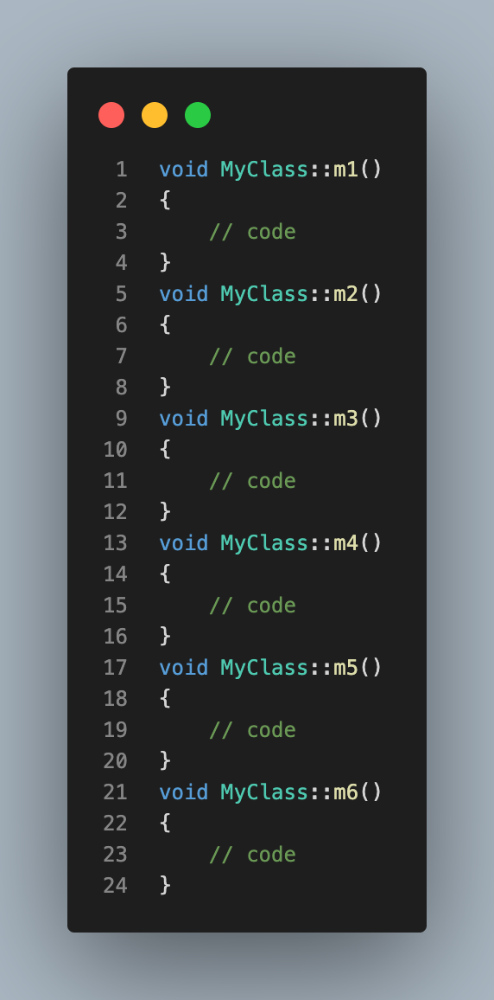 1 void MyClass::m1()
2 {
3     // code
4 }
5 void MyClass::m2()
6 {
7     // code
8 }
9 void MyClass::m3()
10 {
11     // code
12 }
13 void MyClass::m4()
14 {
15     // code
16 }
17 void MyClass::m5()
18 {
19     // code
20 }
21 void MyClass::m6()
22 {
23     // code
24 }